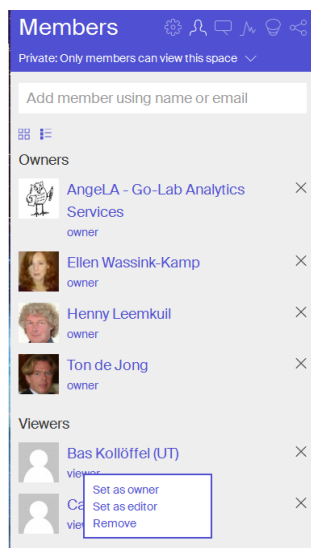 Members
Private: Only members can view this space
Add member using name or email
Owners
AngeLA - Go-Lab Analytics
Services
owner
Ellen Wassink-Kamp
owner
Henny Leemkuil
owner
Ton de Jong
owner
Viewers
Bas Kollöffel (UT)
viewer
Set as owner
Set as editor
Remove